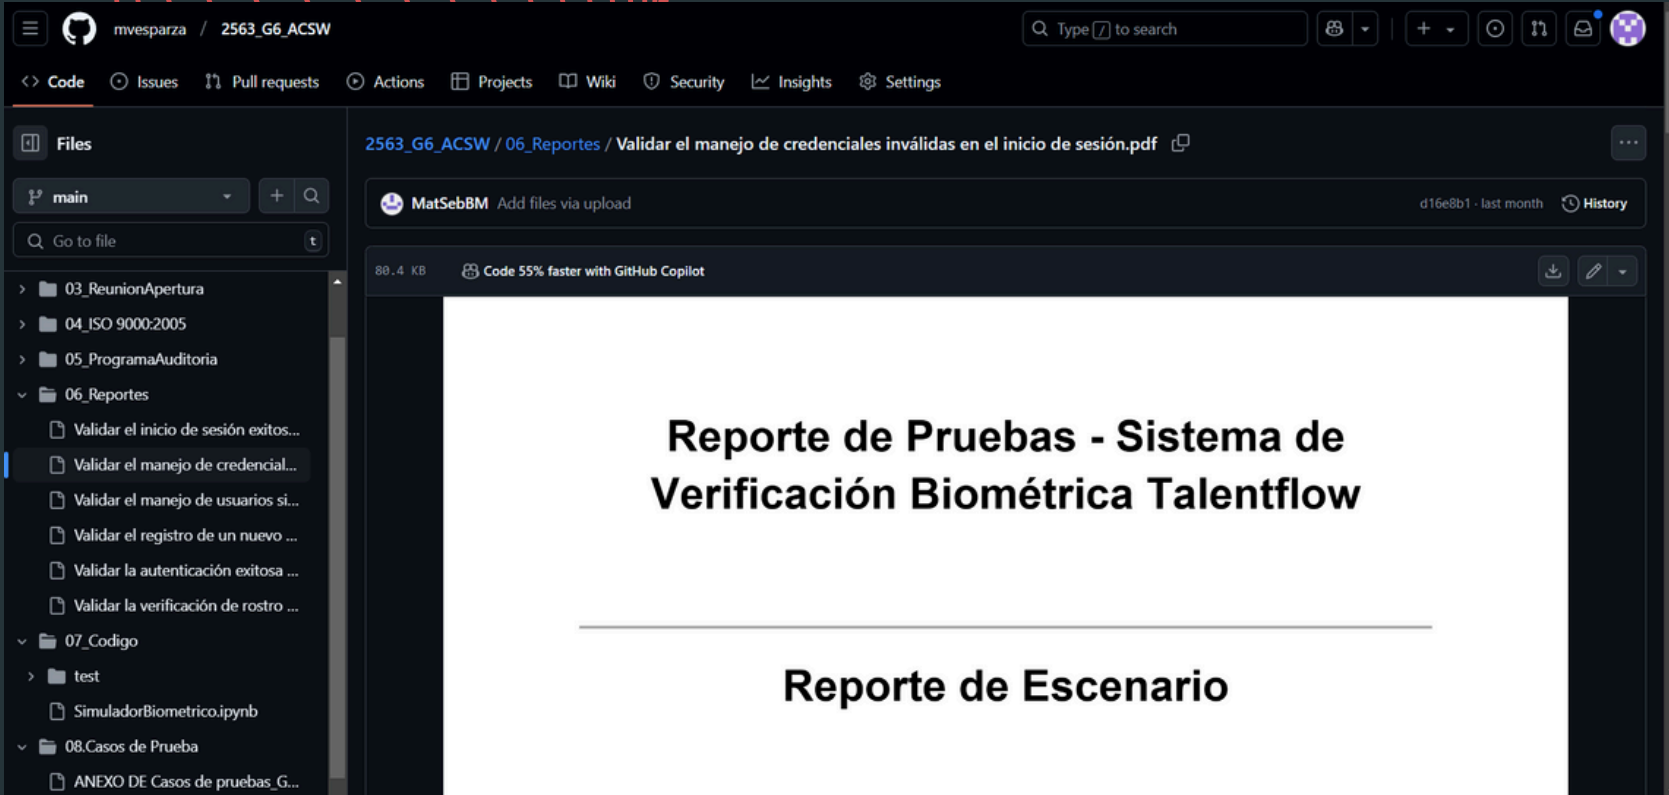 mvesparza / 2563_G6_ACSW
Type / to search
Code
Issues
Pull requests
Actions
Projects
Wiki
Security
Insights
Settings
Files
main
Go to file
t
03_ReunionApertura
04_ISO 9000:2005
05_ProgramaAuditoria
06_Reportes
Validar el inicio de sesión exitos...
Validar el manejo de credencial...
Validar el manejo de usuarios si...
Validar el registro de un nuevo ...
Validar la autenticación exitosa ...
Validar la verificación de rostro ...
07_Codigo
test
SimuladorBiometrico.ipynb
08.Casos de Prueba
ANEXO DE Casos de pruebas_G...
2563_G6_ACSW / 06_Reportes / Validar el manejo de credenciales inválidas en el inicio de sesión.pdf
MatSebBM Add files via upload
d16e8b1 · last month
History
80.4 KB
Code 55% faster with GitHub Copilot
Reporte de Pruebas - Sistema de
Verificación Biométrica Talentflow
Reporte de Escenario